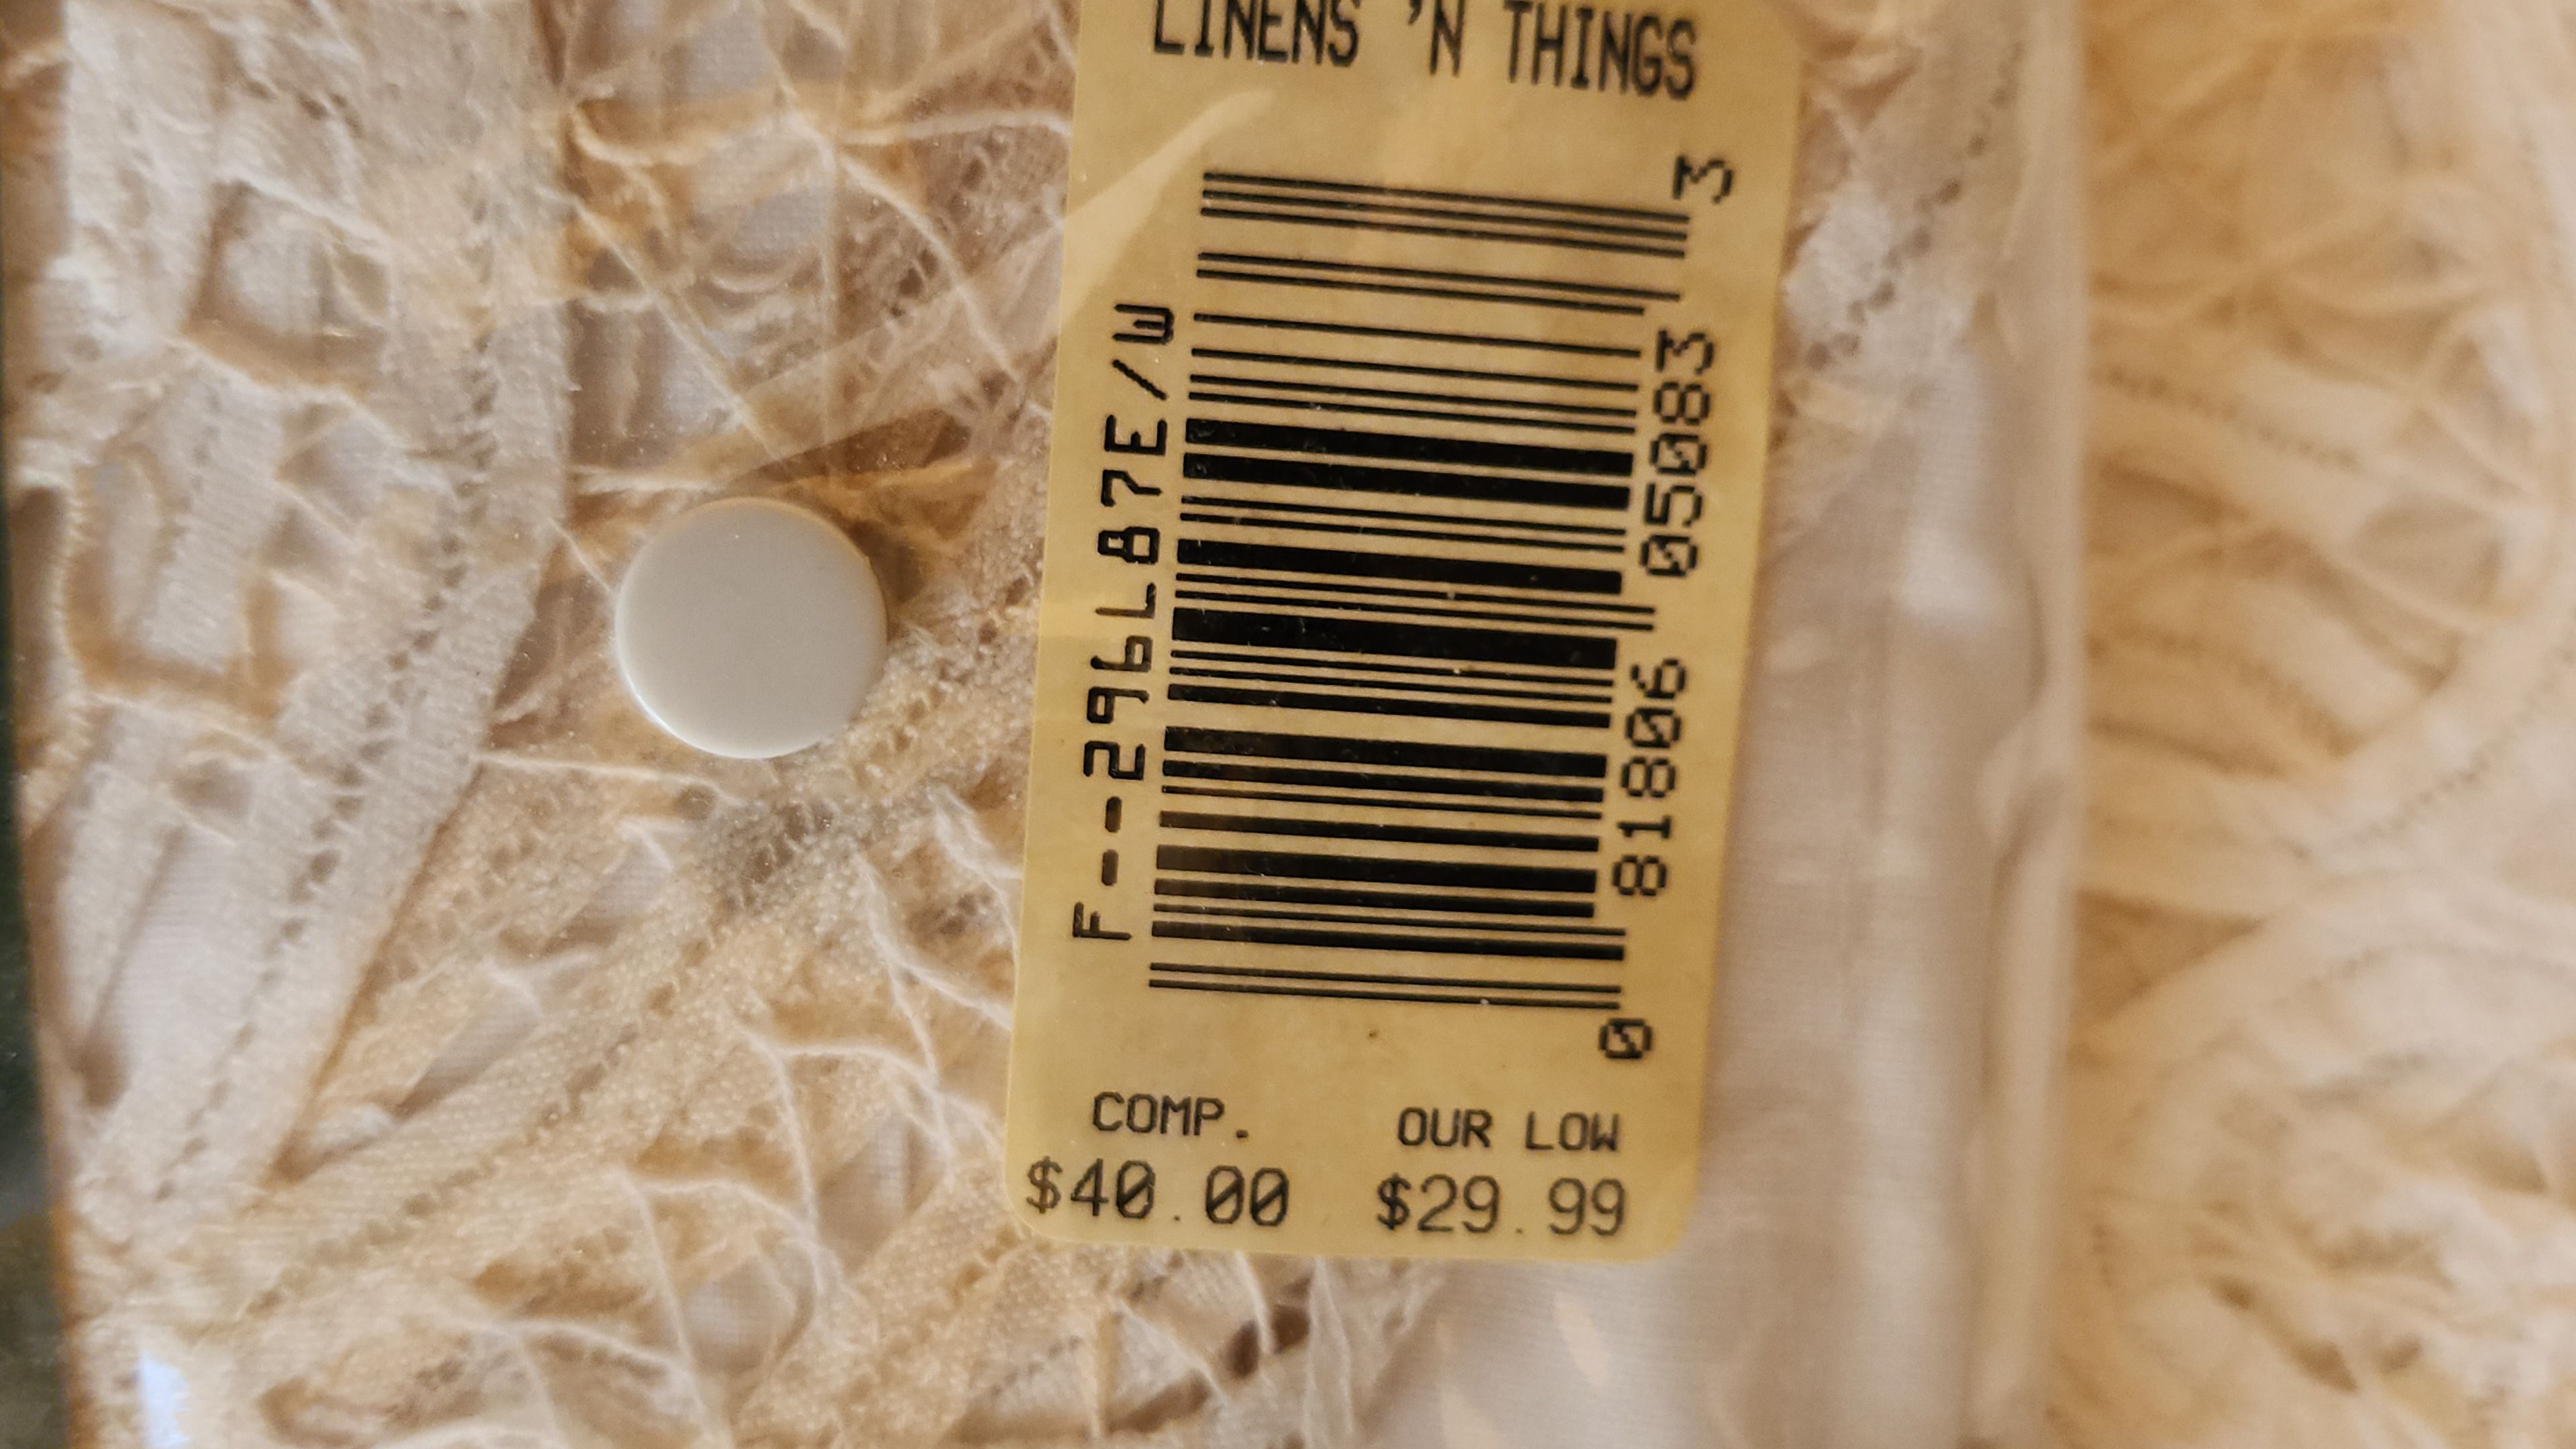 LINENS 'N THINGS
F--296L87E/W
0 81806 05083 3
COMP. OUR LOW
$40.00 $29.99